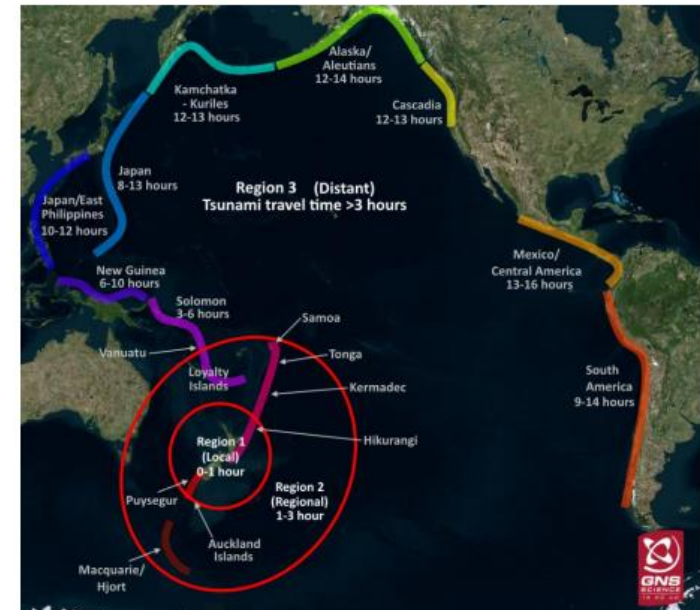 Alaska/
Aleutians
12-14 hours
Kamchatka
- Kuriles
12-13 hours
Cascadia
12-13 hours
Japan
8-13 hours
Region 3 (Distant)
Tsunami travel time >3 hours
Japan/East
Philippines
10-12 hours
New Guinea
6-10 hours
Mexico/
Central America
13-16 hours
Solomon
3-6 hours
Samoa
Vanuatu
Tonga
Loyalty
Islands
Kermadec
South
America
9-14 hours
Hikurangi
Region 1
(Local)
0-1 hour
Region 2
(Regional)
1-3 hour
Puysegur
Auckland
Islands
Macquarie/
Hjort
GNS
SCIENCE